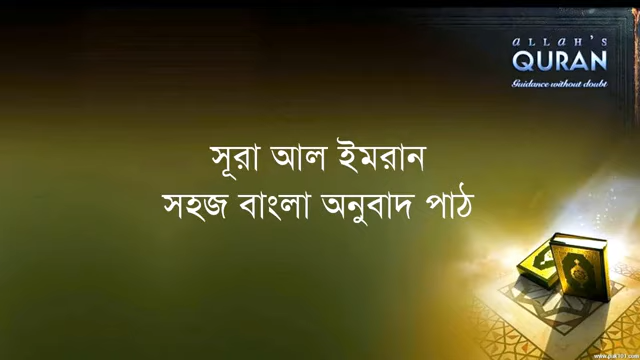 ALLAH'S
QURAN
Guidance without doubt
সূরা আল ইমরান
সহজ বাংলা অনুবাদ পাঠ